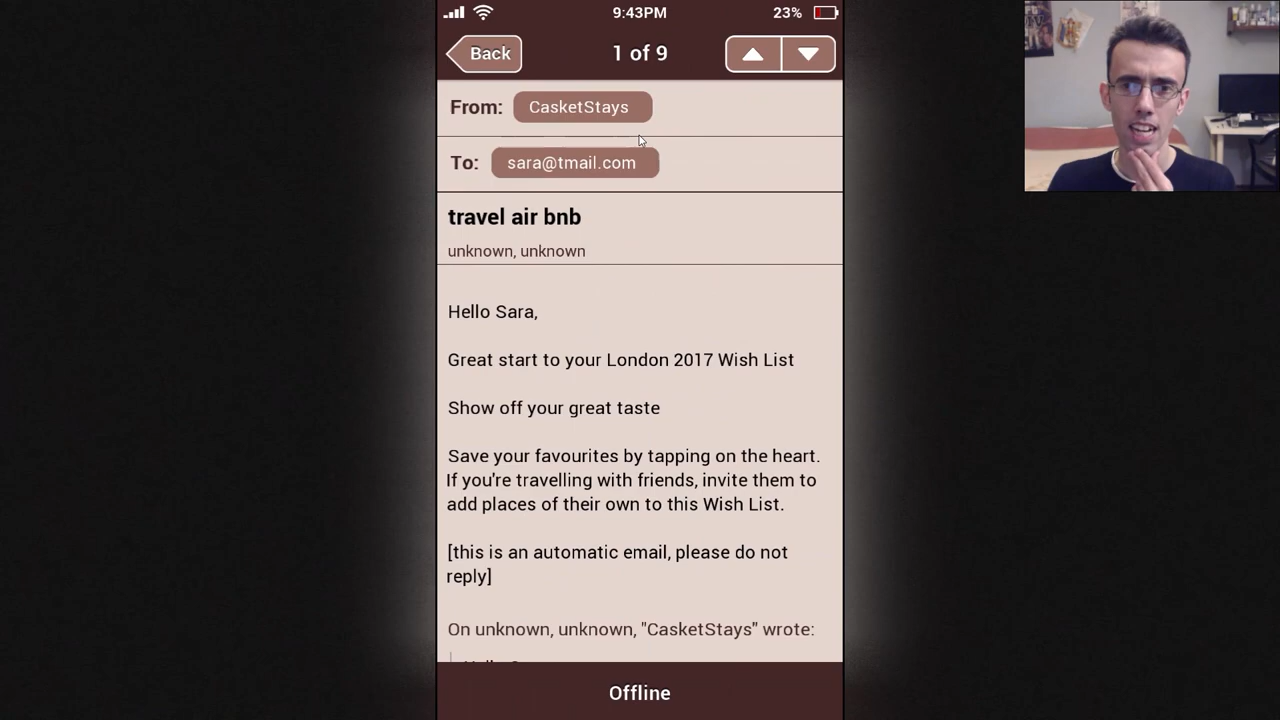 9:43PM
23%
Back
1 of 9
From: CasketStays
To: sara@tmail.com
travel air bnb
unknown, unknown
Hello Sara,
Great start to your London 2017 Wish List
Show off your great taste
Save your favourites by tapping on the heart.
If you're travelling with friends, invite them to
add places of their own to this Wish List.
[this is an automatic email, please do not
reply]
On unknown, unknown, "CasketStays" wrote:
Offline